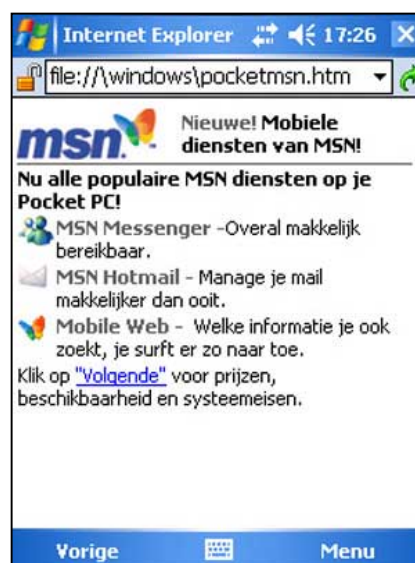 Internet Explorer 17:26
file://\windows\pocketmsn.htm
msn Nieuwe! Mobiele
diensten van MSN!
Nu alle populaire MSN diensten op je
Pocket PC!
MSN Messenger -Overal makkelijk
bereikbaar.
MSN Hotmail - Manage je mail
makkelijker dan ooit.
Mobile Web - Welke informatie je ook
zoekt, je surft er zo naar toe.
Klik op "Volgende" voor prijzen,
beschikbaarheid en systeemeisen.
Vorige Menu